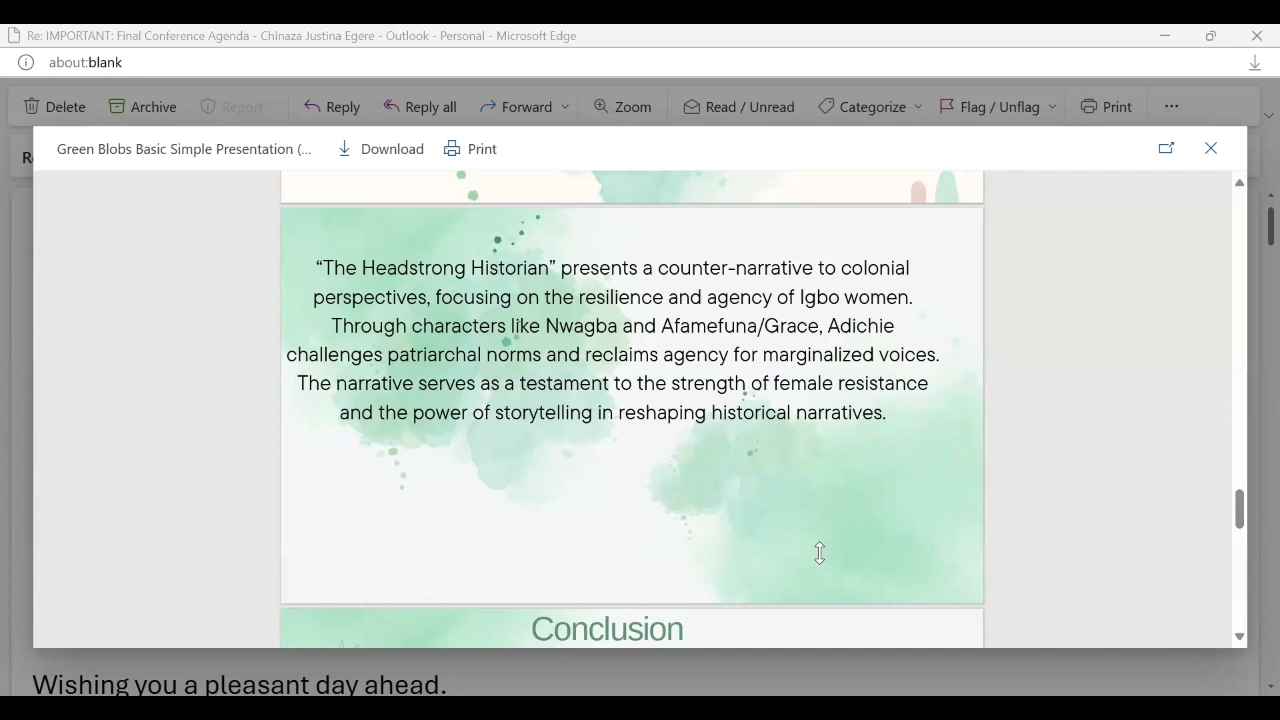 Re: IMPORTANT: Final Conference Agenda - Chinaza Justina Egere - Outlook - Personal - Microsoft Edge
about:blank
Delete Archive Report Reply Reply all Forward Zoom Read / Unread Categorize Flag / Unflag Print
Green Blobs Basic Simple Presentation (... Download Print
“The Headstrong Historian” presents a counter-narrative to colonial
perspectives, focusing on the resilience and agency of Igbo women.
Through characters like Nwagba and Afamefuna/Grace, Adichie
challenges patriarchal norms and reclaims agency for marginalized voices.
The narrative serves as a testament to the strength of female resistance
and the power of storytelling in reshaping historical narratives.
Conclusion
Wishing you a pleasant day ahead.